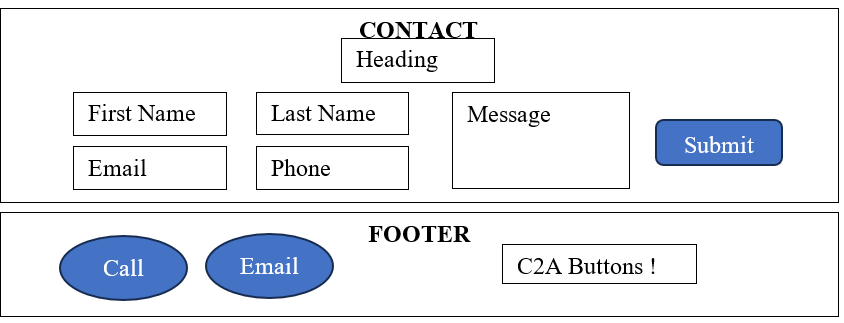 CONTACT
Heading
First Name
Last Name
Message
Submit
Email
Phone
FOOTER
Call
Email
C2A Buttons !